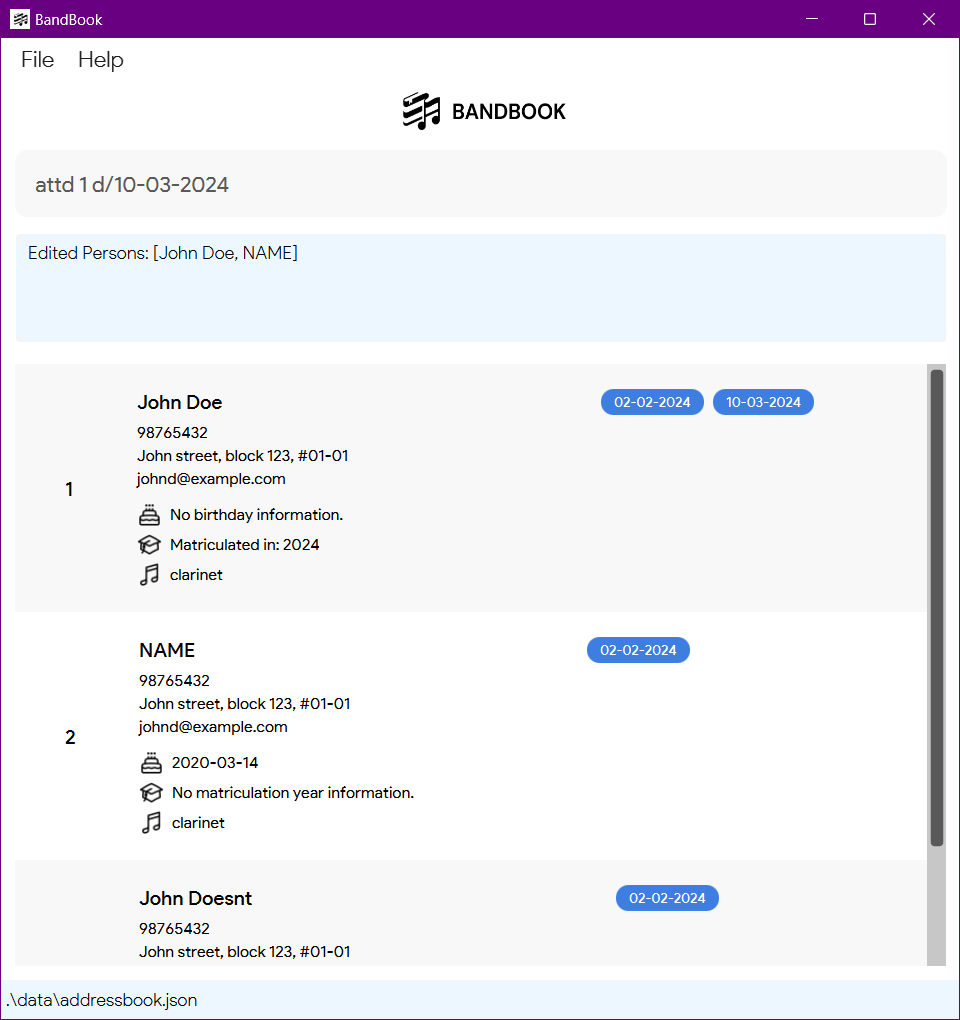 BandBook
File Help
BANDBOOK
attd 1 d/10-03-2024
Edited Persons: [John Doe, NAME]
John Doe 02-02-2024 10-03-2024
98765432
John street, block 123, #01-01
johnd@example.com
1
No birthday information.
Matriculated in: 2024
clarinet
NAME 02-02-2024
98765432
John street, block 123, #01-01
johnd@example.com
2
2020-03-14
No matriculation year information.
clarinet
John Doesnt 02-02-2024
98765432
John street, block 123, #01-01
.\data\addressbook.json